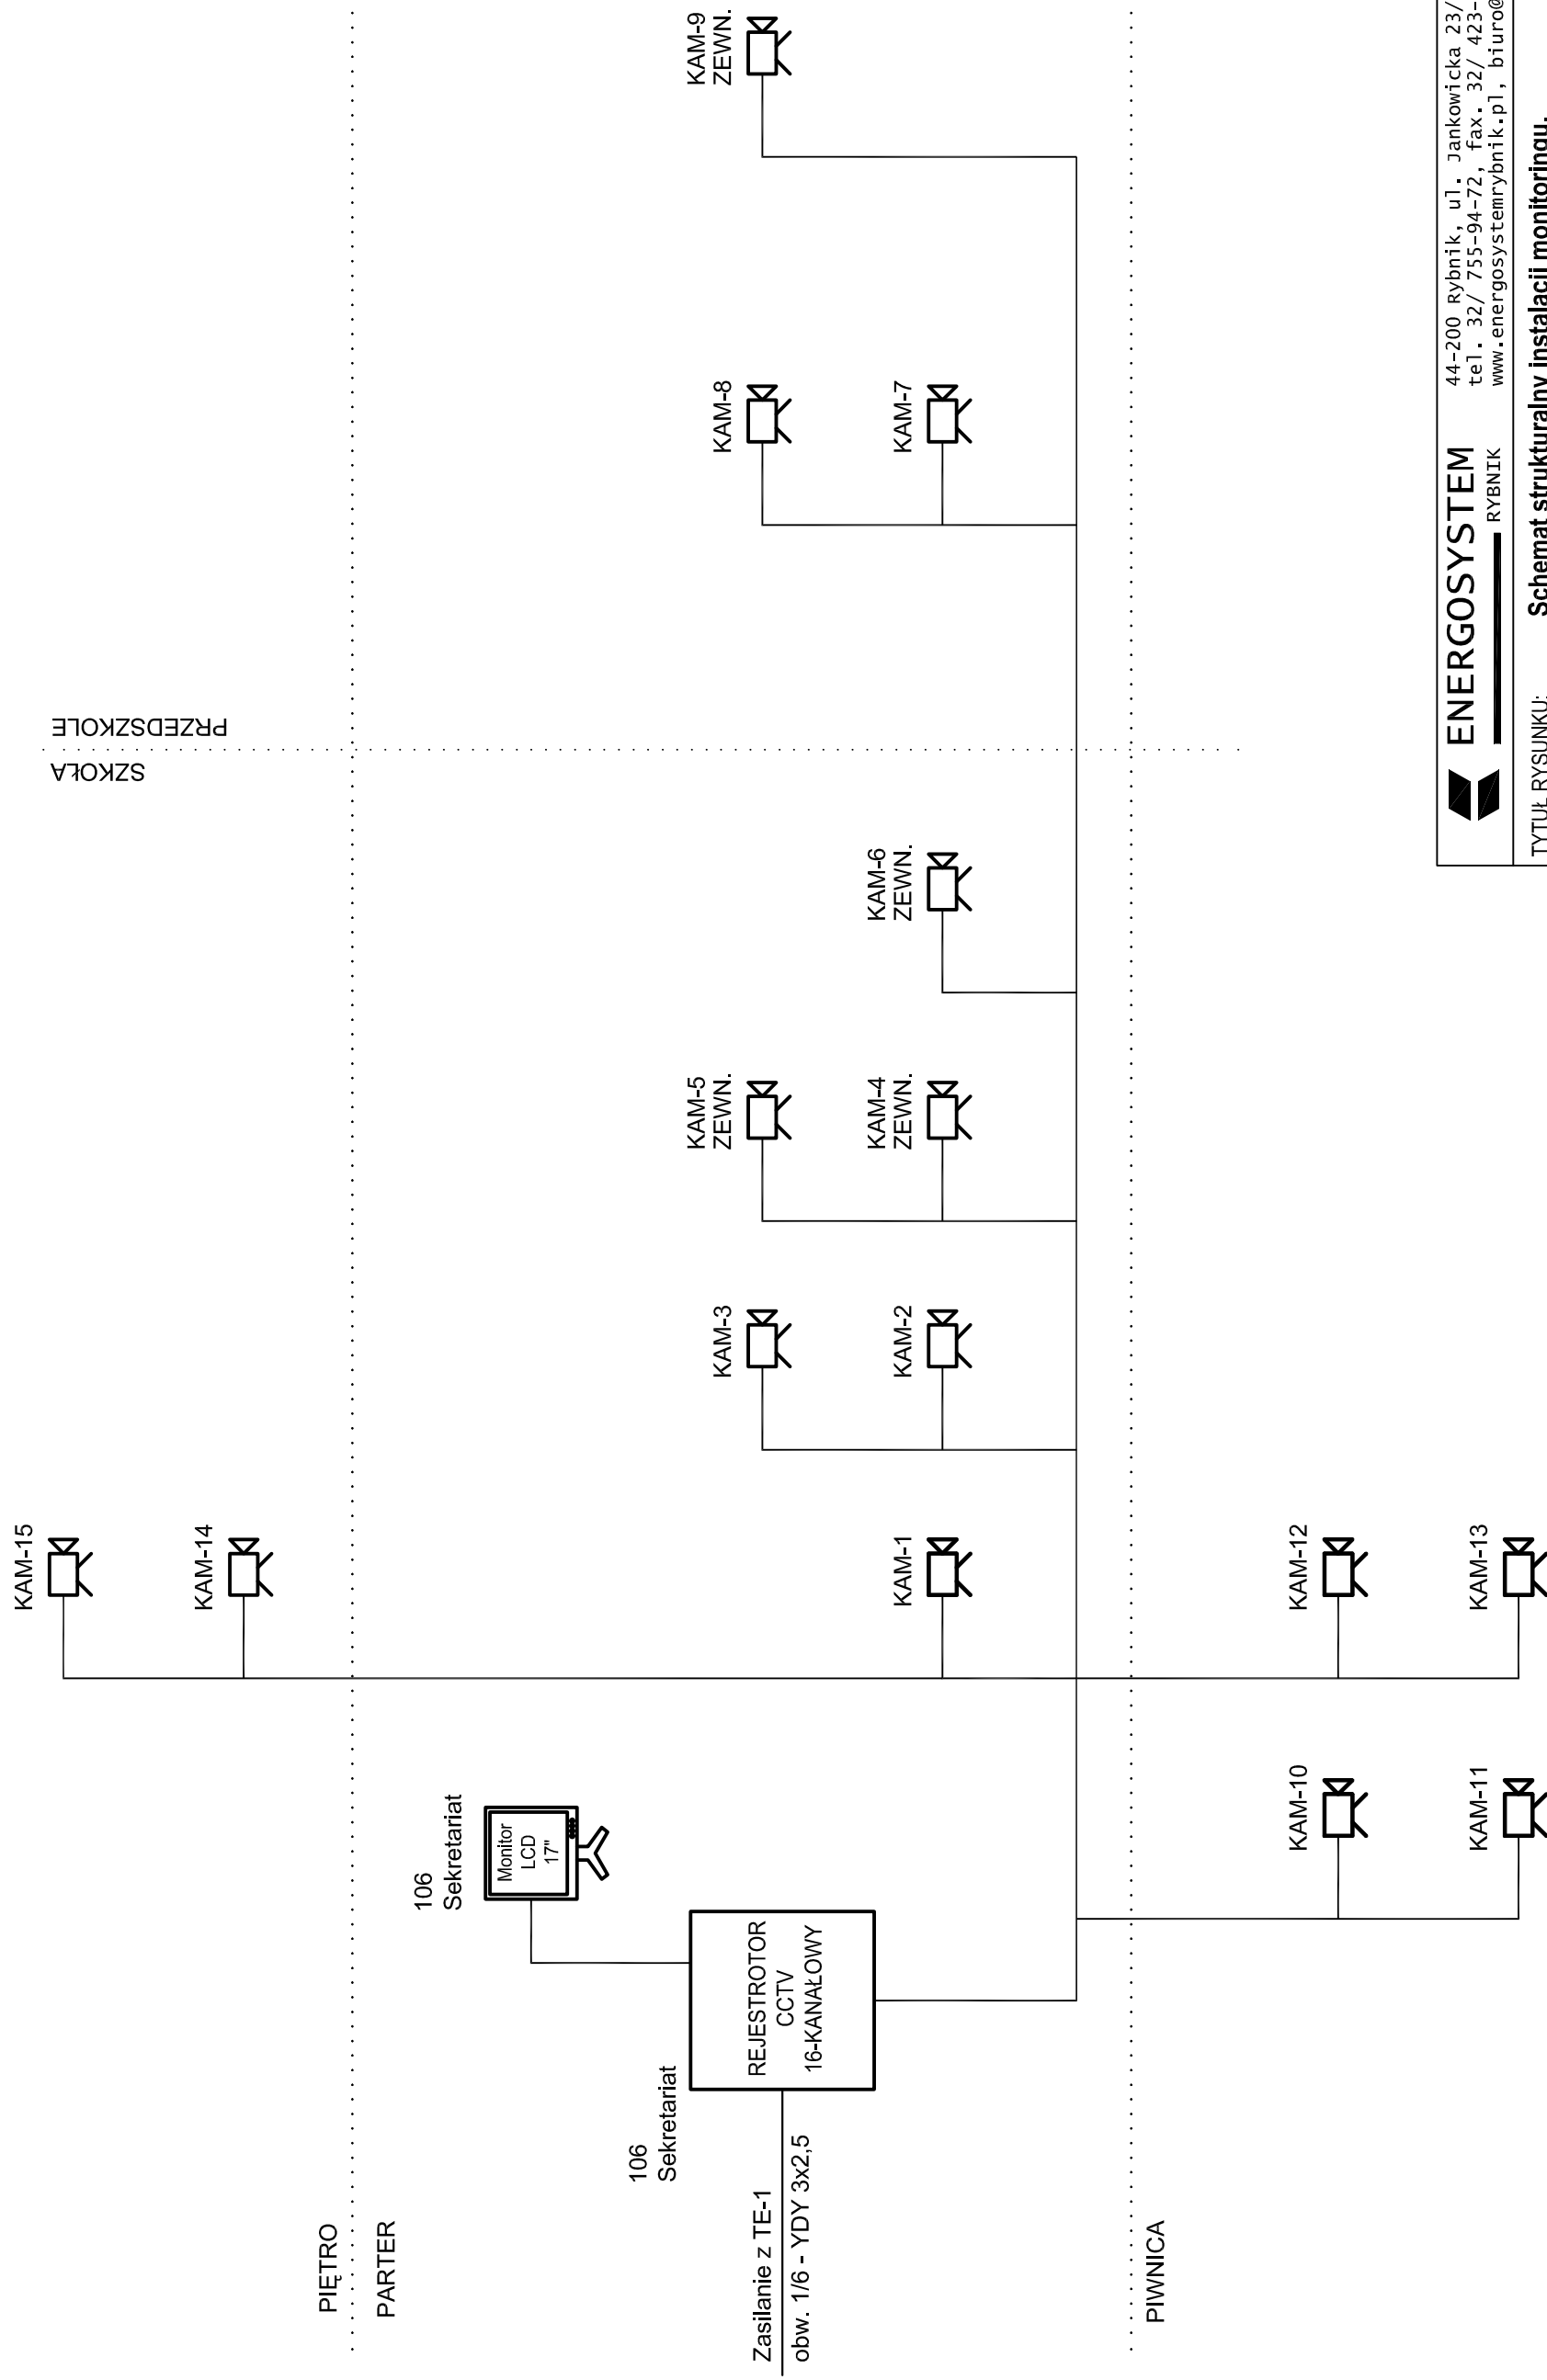 PIĘTRO
PARTER
PIWNICA
SZKOŁA
PRZEDSZKOLE
KAM-15
KAM-14
106
Sekretariat
Monitor
LCD
17"
106
Sekretariat
REJESTROTOR
CCTV
16-KANAŁOWY
Zasilanie z TE-1
obw. 1/6 - YDY 3x2,5
KAM-1
KAM-3
KAM-2
KAM-5
ZEWN.
KAM-4
ZEWN.
KAM-6
ZEWN.
KAM-8
KAM-7
KAM-9
ZEWN.
KAM-10
KAM-11
KAM-12
KAM-13
ENERGOSYSTEM
RYBNIK
44-200 Rybnik, ul. Jankowicka 23/
tel. 32/ 755-94-72, fax. 32/ 423-
www.energosystemrybnik.pl, biuro@
TYTUŁ RYSUNKU:
Schemat strukturalny instalacji monitoringu.